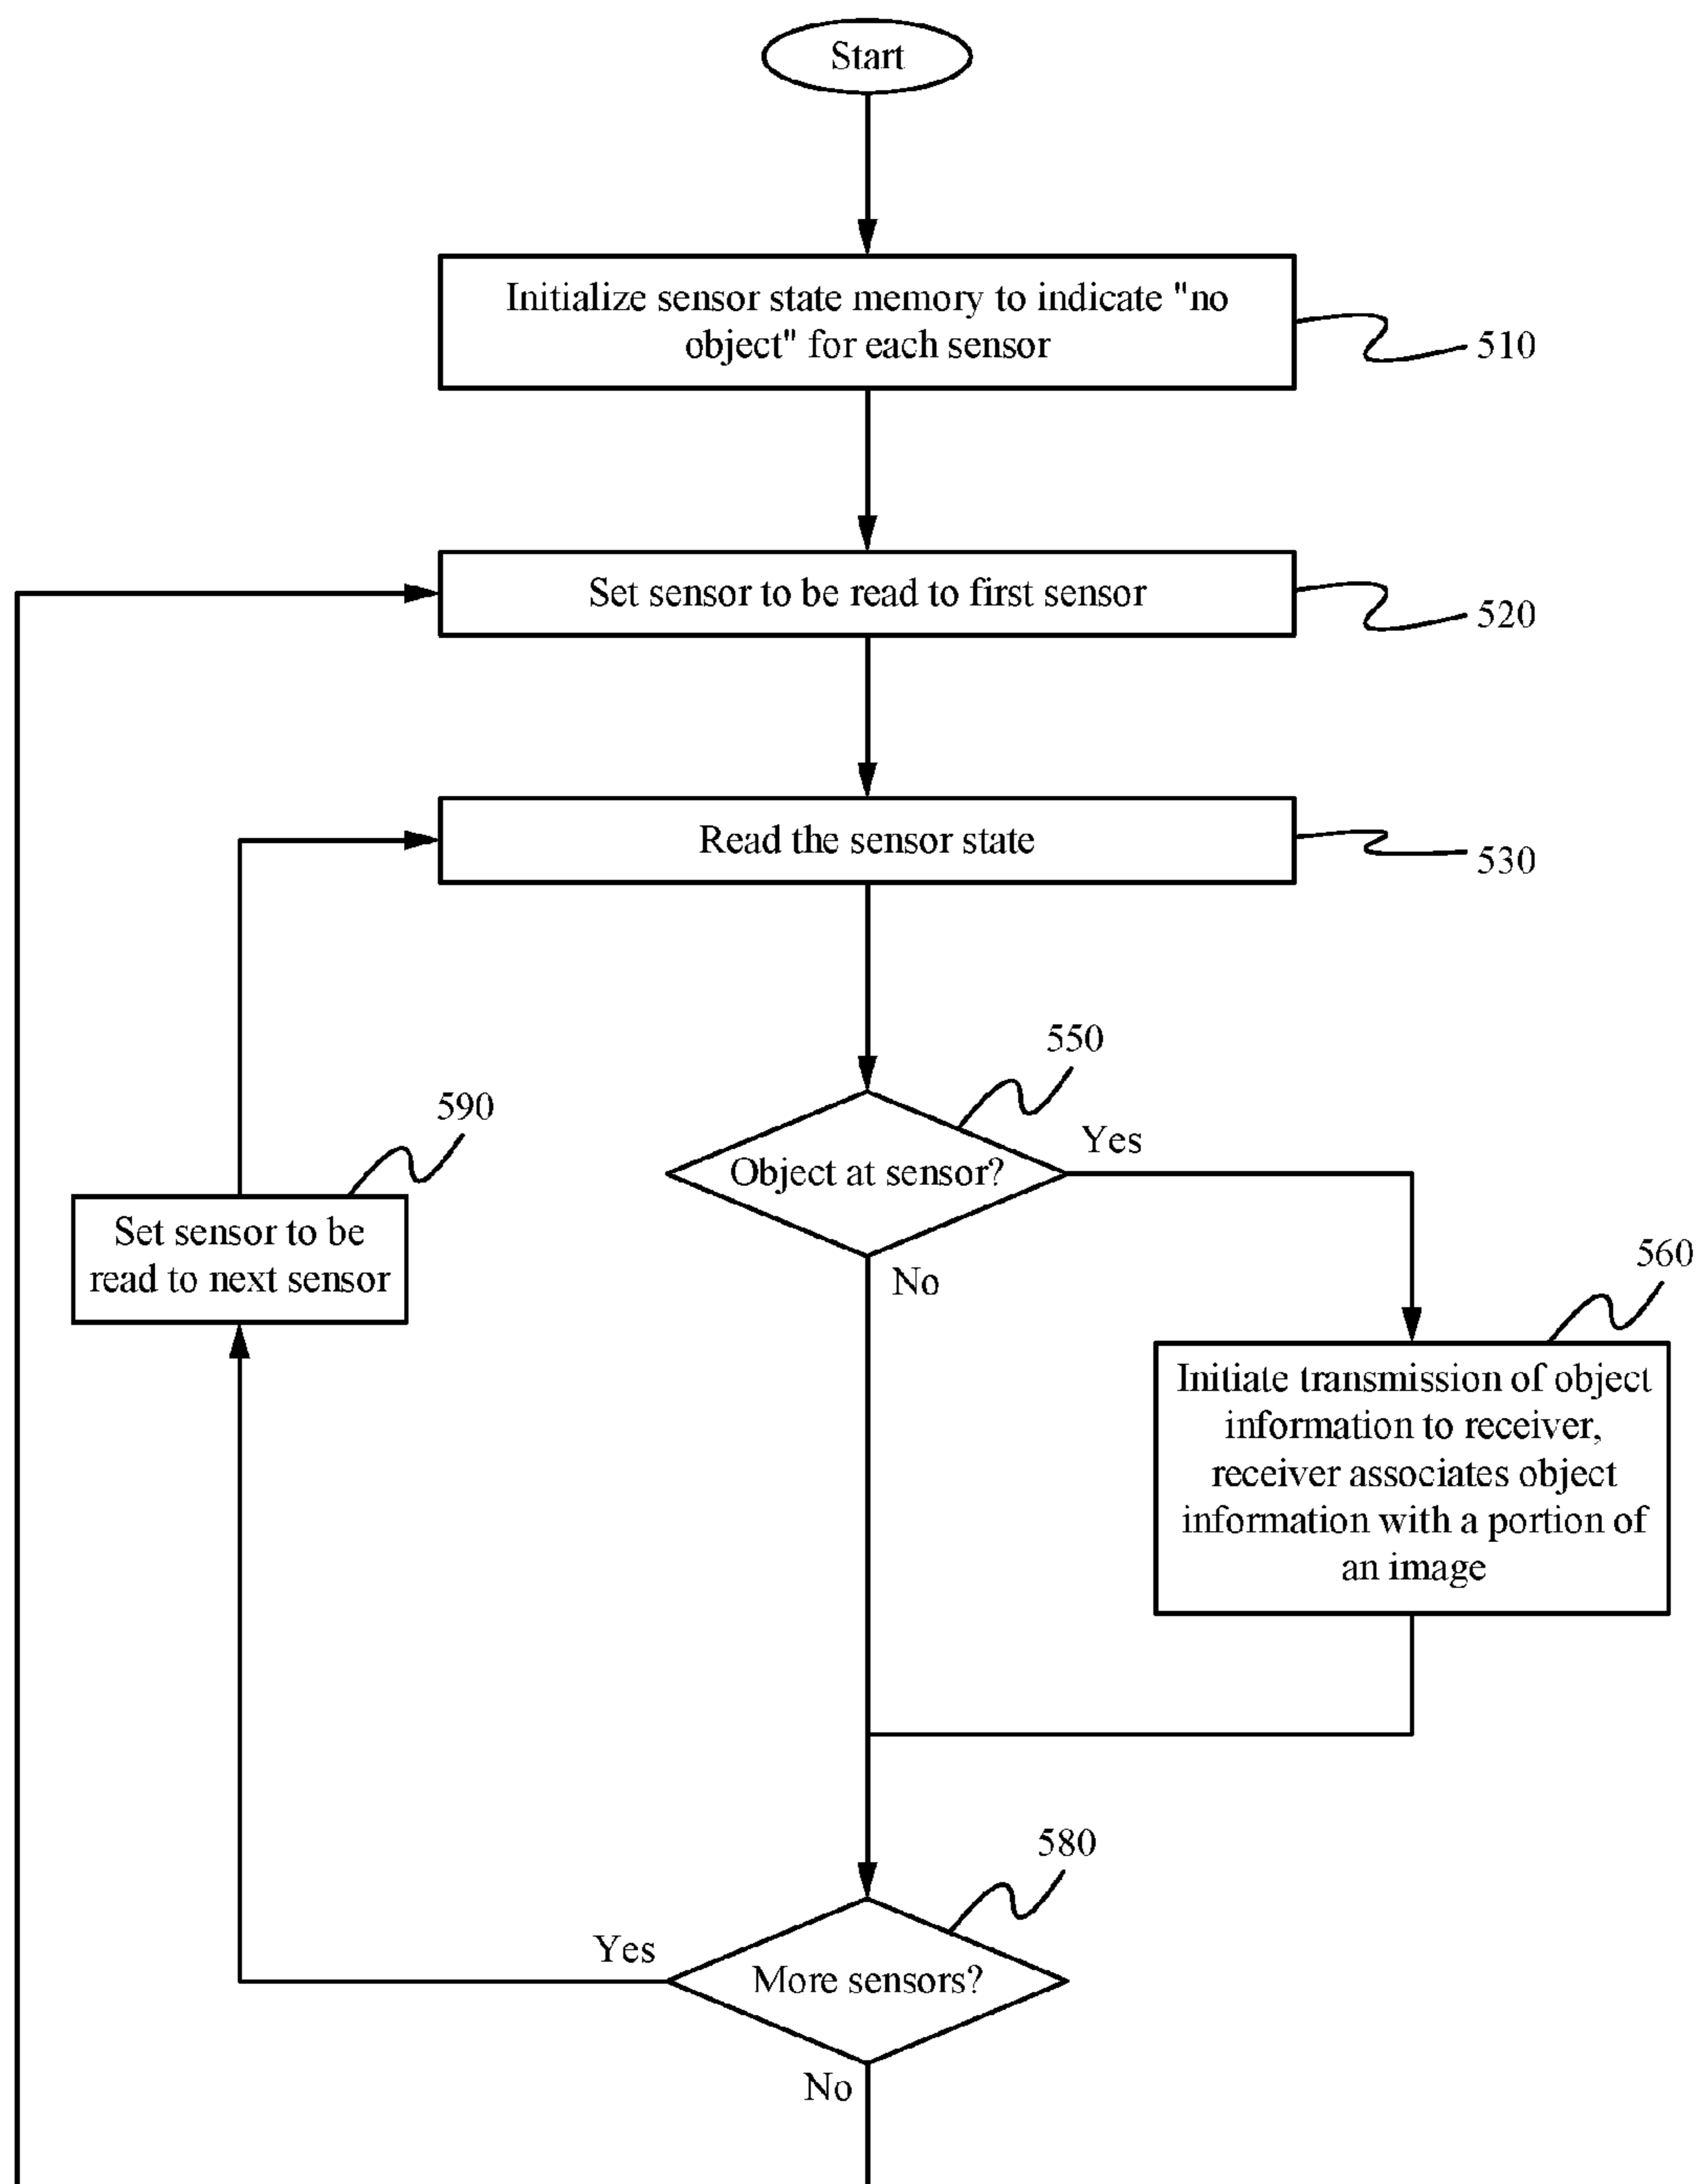 Start
Initialize sensor state memory to indicate "no
object" for each sensor
510
Set sensor to be read to first sensor
520
Read the sensor state
530
550
Object at sensor?
Yes
No
590
Set sensor to be
read to next sensor
560
Initiate transmission of object
information to receiver,
receiver associates object
information with a portion of
an image
580
More sensors?
Yes
No